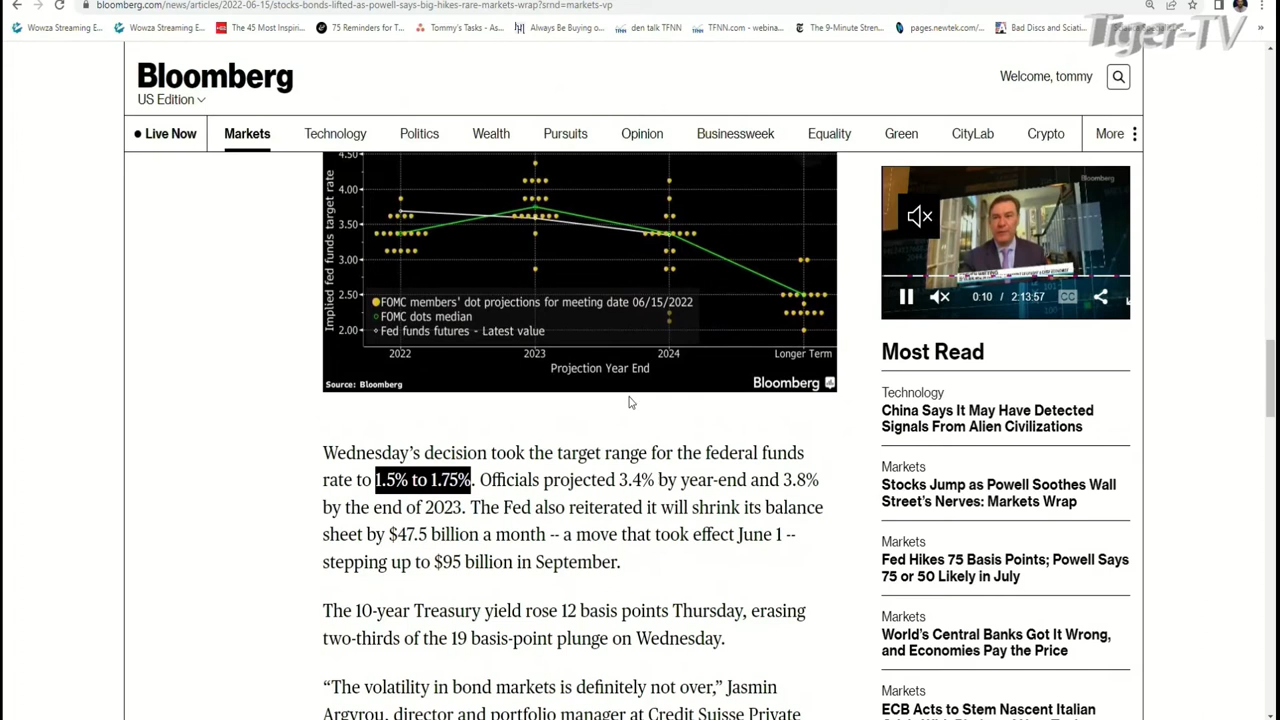 bloomberg.com/news/articles/2022-06-15/stocks-bonds-lifted-as-powell-says-big-hikes-rare-markets-wrap?srnd=markets-vp
Wowza Streaming E... Wowza Streaming E... The 45 Most Inspiri... 75 Reminders for T... Tommy's Tasks - As... Always Be Buying o... den talk TFNN TFNN.com - webina... The 9-Minute Stren... pages.newtek.com/... Bad Discs and Sciati...
Tiger-TV
Bloomberg
US Edition
Welcome, tommy
Live Now Markets Technology Politics Wealth Pursuits Opinion Businessweek Equality Green CityLab Crypto More
Implied fed funds target rate
4.50
4.00
3.50
3.00
2.50
2.00
FOMC members' dot projections for meeting date 06/15/2022
FOMC dots median
Fed funds futures - Latest value
2022 2023 2024 Longer Term
Projection Year End
Source: Bloomberg
Bloomberg
Wednesday's decision took the target range for the federal funds
rate to 1.5% to 1.75%. Officials projected 3.4% by year-end and 3.8%
by the end of 2023. The Fed also reiterated it will shrink its balance
sheet by $47.5 billion a month -- a move that took effect June 1 --
stepping up to $95 billion in September.
The 10-year Treasury yield rose 12 basis points Thursday, erasing
two-thirds of the 19 basis-point plunge on Wednesday.
“The volatility in bond markets is definitely not over,” Jasmin
Argyrou, director and portfolio manager at Credit Suisse Private
Bloomberg
0:10 / 2:13:57
CC
Most Read
Technology
China Says It May Have Detected
Signals From Alien Civilizations
Markets
Stocks Jump as Powell Soothes Wall
Street's Nerves: Markets Wrap
Markets
Fed Hikes 75 Basis Points; Powell Says
75 or 50 Likely in July
Markets
World's Central Banks Got It Wrong,
and Economies Pay the Price
Markets
ECB Acts to Stem Nascent Italian